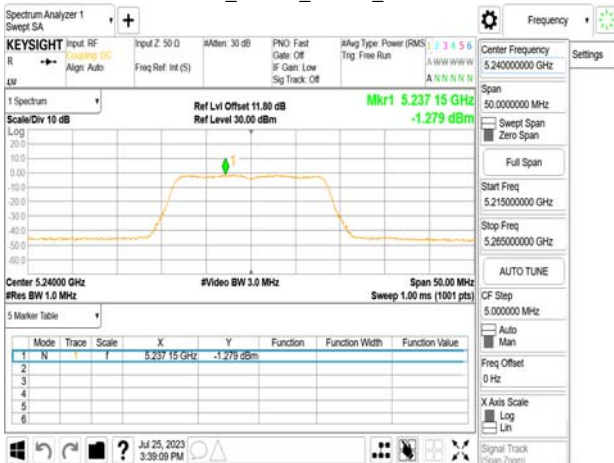 Spectrum Analyzer 1
Swept SA
+
Frequency
KEYSIGHT
R
LV
Input: RF
Coupling: DC
Align: Auto
Input Z: 50 Ω
Freq Ref: Int (S)
#Atten: 30 dB
PNO: Fast
Gate: Off
IF Gain: Low
Sig Track: Off
#Avg Type: Power (RMS
Trig: Free Run
1 2 3 4 5 6
A W W W W W
A N N N N N
Center Frequency
5.240000000 GHz
Settings
Span
50.0000000 MHz
Swept Span
Zero Span
Full Span
Start Freq
5.215000000 GHz
Stop Freq
5.265000000 GHz
AUTO TUNE
CF Step
5.000000 MHz
Auto
Man
Freq Offset
0 Hz
X Axis Scale
Log
Lin
Signal Track
(Span Zoom)
1 Spectrum
Scale/Div 10 dB
Ref Lvl Offset 11.80 dB
Ref Level 30.00 dBm
Mkr1 5.237 15 GHz
-1.279 dBm
Log
20.0
10.0
0.00
-10.0
-20.0
-30.0
-40.0
-50.0
-60.0
1
Center 5.24000 GHz
#Res BW 1.0 MHz
#Video BW 3.0 MHz
Span 50.00 MHz
Sweep 1.00 ms (1001 pts)
5 Marker Table
Mode Trace Scale X Y Function Function Width Function Value
1 N 1 f 5.237 15 GHz -1.279 dBm
2
3
4
5
6
?
Jul 25, 2023
3:39:09 PM